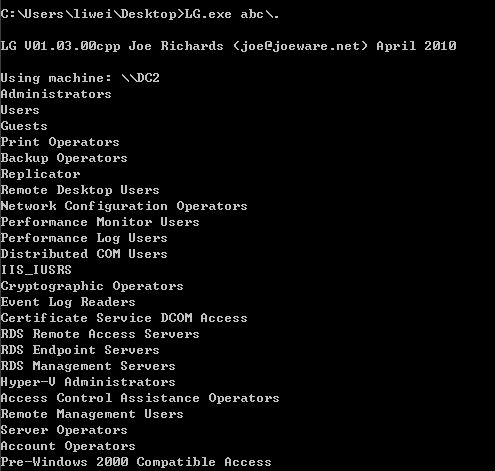 C:\Users\liwei\Desktop>LG.exe abc\.
LG V01.03.00cpp Joe Richards (joe@joeware.net) April 2010
Using machine: \\DC2
Administrators
Users
Guests
Print Operators
Backup Operators
Replicator
Remote Desktop Users
Network Configuration Operators
Performance Monitor Users
Performance Log Users
Distributed COM Users
IIS_IUSRS
Cryptographic Operators
Event Log Readers
Certificate Service DCOM Access
RDS Remote Access Servers
RDS Endpoint Servers
RDS Management Servers
Hyper-V Administrators
Access Control Assistance Operators
Remote Management Users
Server Operators
Account Operators
Pre-Windows 2000 Compatible Access